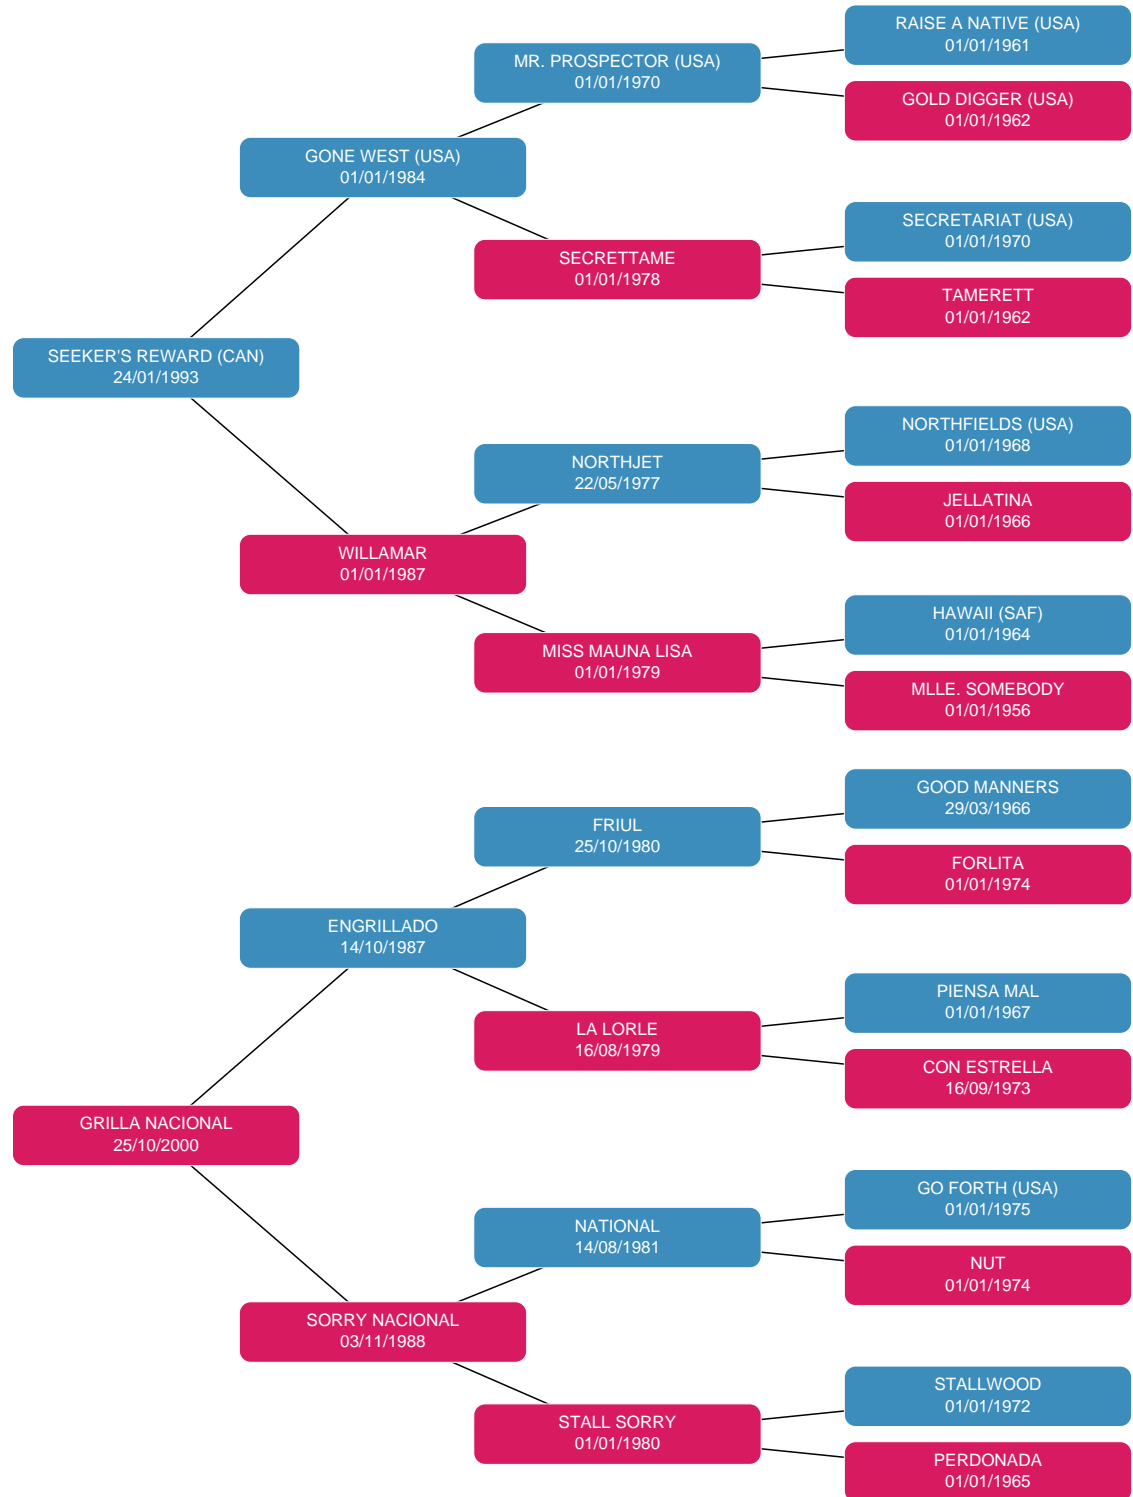 RAISE A NATIVE (USA)
01/01/1961
MR. PROSPECTOR (USA)
01/01/1970
GOLD DIGGER (USA)
01/01/1962
GONE WEST (USA)
01/01/1984
SECRETARIAT (USA)
01/01/1970
SECRETTAME
01/01/1978
TAMERETT
01/01/1962
SEEKER'S REWARD (CAN)
24/01/1993
NORTHFIELDS (USA)
01/01/1968
NORTHJET
22/05/1977
JELLATINA
01/01/1966
WILLAMAR
01/01/1987
HAWAII (SAF)
01/01/1964
MISS MAUNA LISA
01/01/1979
MLLE. SOMEBODY
01/01/1956
GOOD MANNERS
29/03/1966
FRIUL
25/10/1980
FORLITA
01/01/1974
ENGRILLADO
14/10/1987
PIENSA MAL
01/01/1967
LA LORLE
16/08/1979
CON ESTRELLA
16/09/1973
GRILLA NACIONAL
25/10/2000
GO FORTH (USA)
01/01/1975
NATIONAL
14/08/1981
NUT
01/01/1974
SORRY NACIONAL
03/11/1988
STALLWOOD
01/01/1972
STALL SORRY
01/01/1980
PERDONADA
01/01/1965